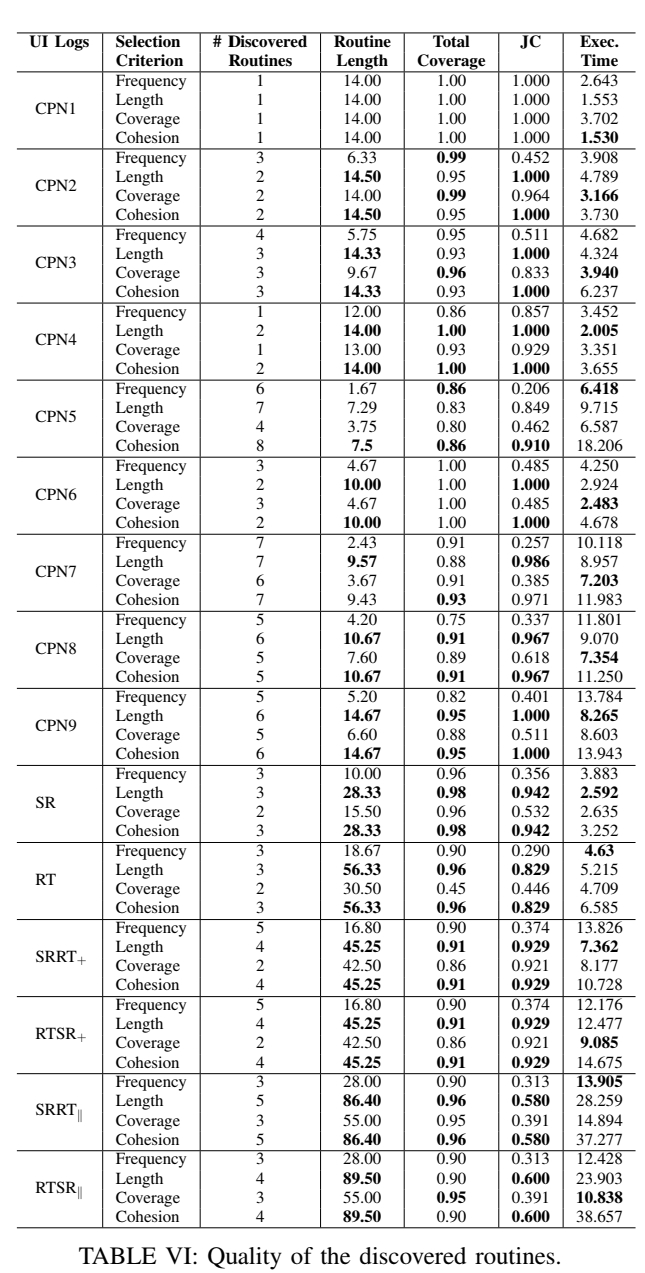 UI Logs Selection # Discovered Routine Total JC Exec.
Criterion Routines Length Coverage Time
Frequency 1 14.00 1.00 1.000 2.643
Length 1 14.00 1.00 1.000 1.553
CPN1
Coverage 1 14.00 1.00 1.000 3.702
Cohesion 1 14.00 1.00 1.000 1.530
Frequency 3 6.33 0.99 0.452 3.908
Length 2 14.50 0.95 1.000 4.789
CPN2
Coverage 2 14.00 0.99 0.964 3.166
Cohesion 2 14.50 0.95 1.000 3.730
Frequency 4 5.75 0.95 0.511 4.682
Length 3 14.33 0.93 1.000 4.324
CPN3
Coverage 3 9.67 0.96 0.833 3.940
Cohesion 3 14.33 0.93 1.000 6.237
Frequency 1 12.00 0.86 0.857 3.452
Length 2 14.00 1.00 1.000 2.005
CPN4
Coverage 1 13.00 0.93 0.929 3.351
Cohesion 2 14.00 1.00 1.000 3.655
Frequency 6 1.67 0.86 0.206 6.418
Length 7 7.29 0.83 0.849 9.715
CPN5
Coverage 4 3.75 0.80 0.462 6.587
Cohesion 8 7.5 0.86 0.910 18.206
Frequency 3 4.67 1.00 0.485 4.250
Length 2 10.00 1.00 1.000 2.924
CPN6
Coverage 3 4.67 1.00 0.485 2.483
Cohesion 2 10.00 1.00 1.000 4.678
Frequency 7 2.43 0.91 0.257 10.118
Length 7 9.57 0.88 0.986 8.957
CPN7
Coverage 6 3.67 0.91 0.385 7.203
Cohesion 7 9.43 0.93 0.971 11.983
Frequency 5 4.20 0.75 0.337 11.801
Length 6 10.67 0.91 0.967 9.070
CPN8
Coverage 5 7.60 0.89 0.618 7.354
Cohesion 5 10.67 0.91 0.967 11.250
Frequency 5 5.20 0.82 0.401 13.784
Length 6 14.67 0.95 1.000 8.265
CPN9
Coverage 5 6.60 0.88 0.511 8.603
Cohesion 6 14.67 0.95 1.000 13.943
Frequency 3 10.00 0.96 0.356 3.883
Length 3 28.33 0.98 0.942 2.592
SR
Coverage 2 15.50 0.96 0.532 2.635
Cohesion 3 28.33 0.98 0.942 3.252
Frequency 3 18.67 0.90 0.290 4.63
Length 3 56.33 0.96 0.829 5.215
RT
Coverage 2 30.50 0.45 0.446 4.709
Cohesion 3 56.33 0.96 0.829 6.585
Frequency 5 16.80 0.90 0.374 13.826
Length 4 45.25 0.91 0.929 7.362
SRRT+
Coverage 2 42.50 0.86 0.921 8.177
Cohesion 4 45.25 0.91 0.929 10.728
Frequency 5 16.80 0.90 0.374 12.176
Length 4 45.25 0.91 0.929 12.477
RTSR+
Coverage 2 42.50 0.86 0.921 9.085
Cohesion 4 45.25 0.91 0.929 14.675
Frequency 3 28.00 0.90 0.313 13.905
Length 5 86.40 0.96 0.580 28.259
SRRT∥
Coverage 3 55.00 0.95 0.391 14.894
Cohesion 5 86.40 0.96 0.580 37.277
Frequency 3 28.00 0.90 0.313 12.428
Length 4 89.50 0.90 0.600 23.903
RTSR∥
Coverage 3 55.00 0.95 0.391 10.838
Cohesion 4 89.50 0.90 0.600 38.657
TABLE VI: Quality of the discovered routines.